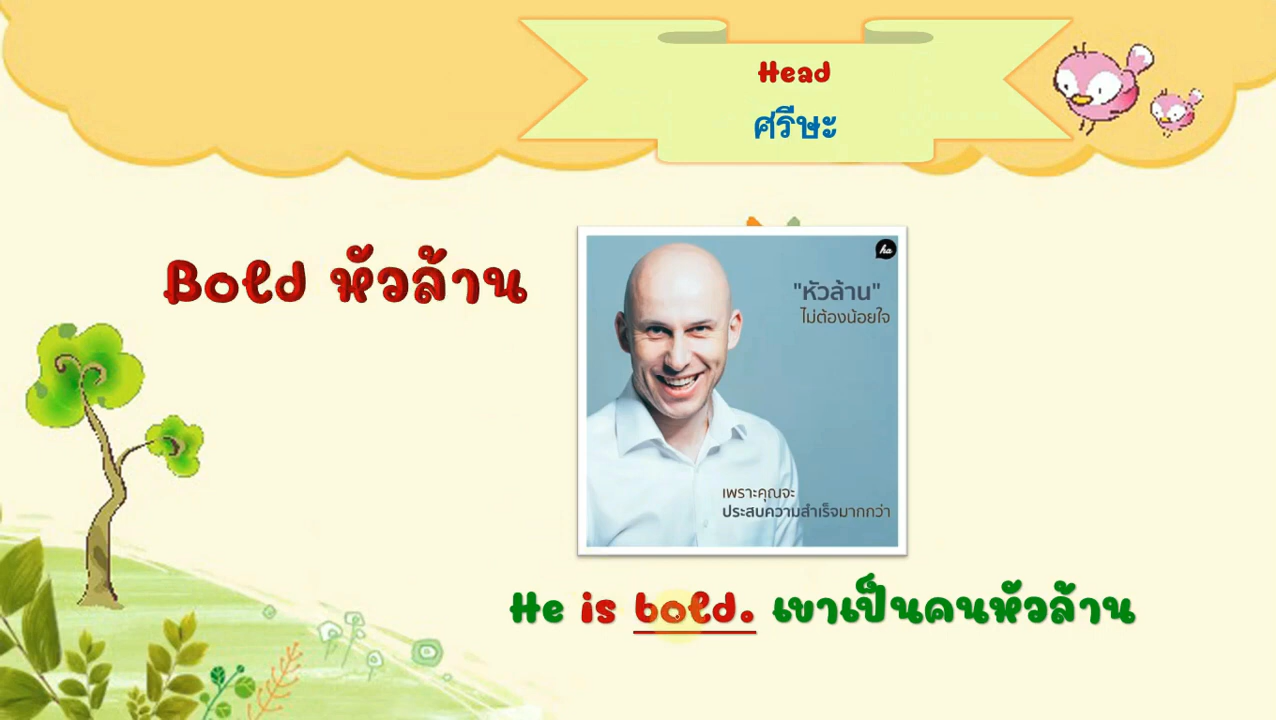 Head
ศรีษะ
Bold หัวล้าน
ha
"หัวล้าน"
ไม่ต้องน้อยใจ
เพราะคุณจะ
ประสบความสำเร็จมากกว่า
He is bold. เขาเป็นคนหัวล้าน